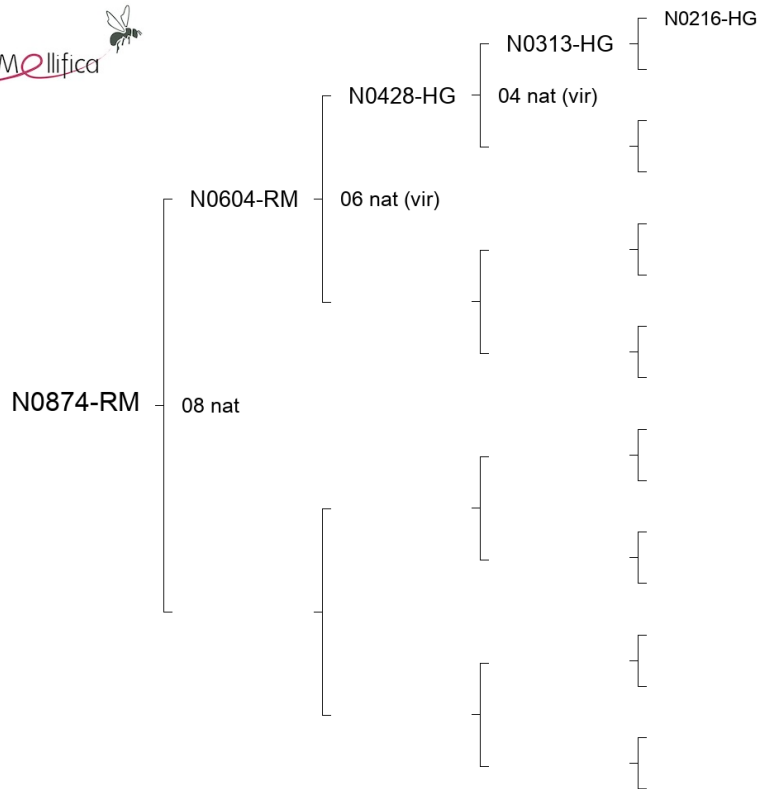 Mellifica
N0216-HG
N0313-HG
N0428-HG
04 nat (vir)
N0604-RM
06 nat (vir)
N0874-RM
08 nat